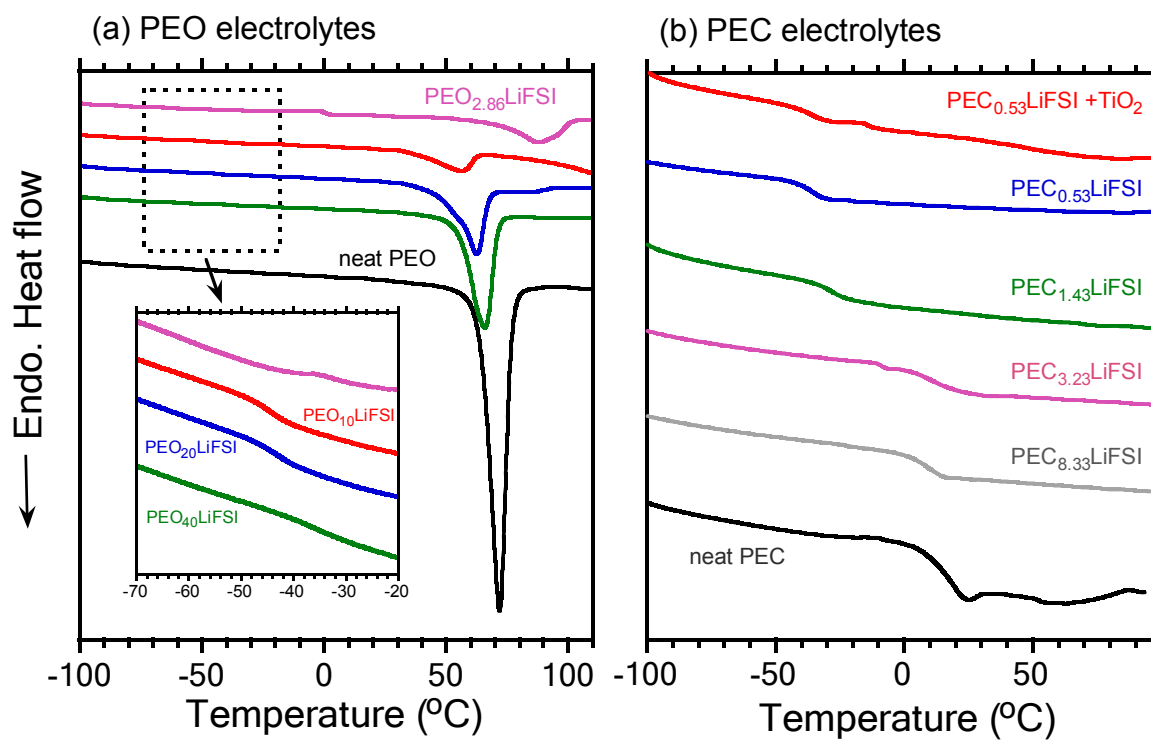 (a) PEO electrolytes
PEO2.86LiFSI
neat PEO
PEO10LiFSI
PEO20LiFSI
PEO40LiFSI
-70 -60 -50 -40 -30 -20
-100 -50 0 50 100
Temperature (ºC)
Endo. Heat flow
(b) PEC electrolytes
PEC0.53LiFSI +TiO2
PEC0.53LiFSI
PEC1.43LiFSI
PEC3.23LiFSI
PEC8.33LiFSI
neat PEC
-100 -50 0 50
Temperature (ºC)